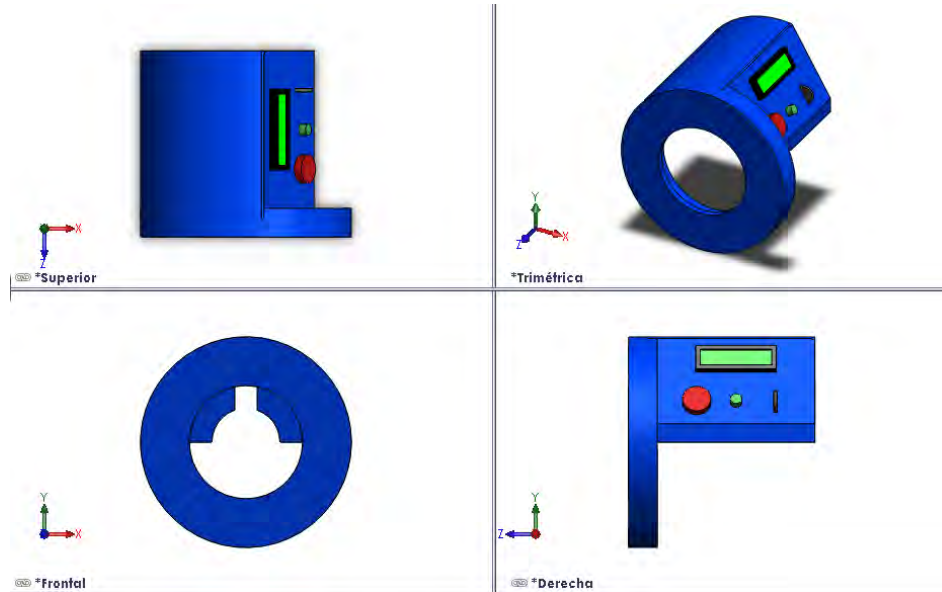 X
Z
*Superior
Y
X
Z
*Trimétrica
Y
X
*Frontal
Y
Z
*Derecha